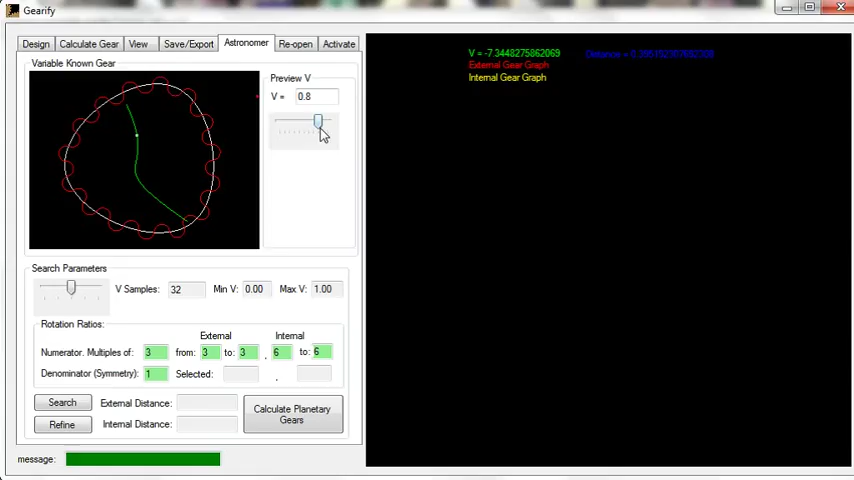 Gearify
Design Calculate Gear View Save/Export Astronomer Re-open Activate
Variable Known Gear
Preview V
V = 0.8
V = -7.3448275862069
External Gear Graph
Internal Gear Graph
Search Parameters
V Samples: 32 Min V: 0.00 Max V: 1.00
Rotation Ratios:
External Internal
Numerator. Multiples of: 3 from: 3 to: 3 , 6 to: 6
Denominator (Symmetry): 1 Selected: ,
Search External Distance:
Refine Internal Distance:
Calculate Planetary
Gears
message: